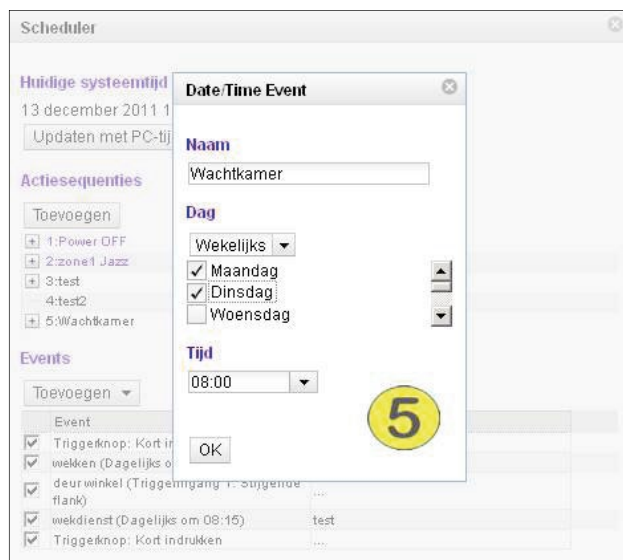 Scheduler
Huidige systeemtijd
13 december 2011 1
Updaten met PC-tij
Actiesequenties
Toevoegen
1:Power OFF
2:zone1 Jazz
3:test
4:test2
5:Wachtkamer
Events
Toevoegen
Event
Triggerknop: Kort in
wekken (Dagelijks o
deur winkel (Triggeringang 1: Stijgende
flank)
...
wekdienst (Dagelijks om 08:15) test
Triggerknop: Kort indrukken ...
Date/Time Event
Naam
Wachtkamer
Dag
Wekelijks
Maandag
Dinsdag
Woensdag
Tijd
08:00
5
OK